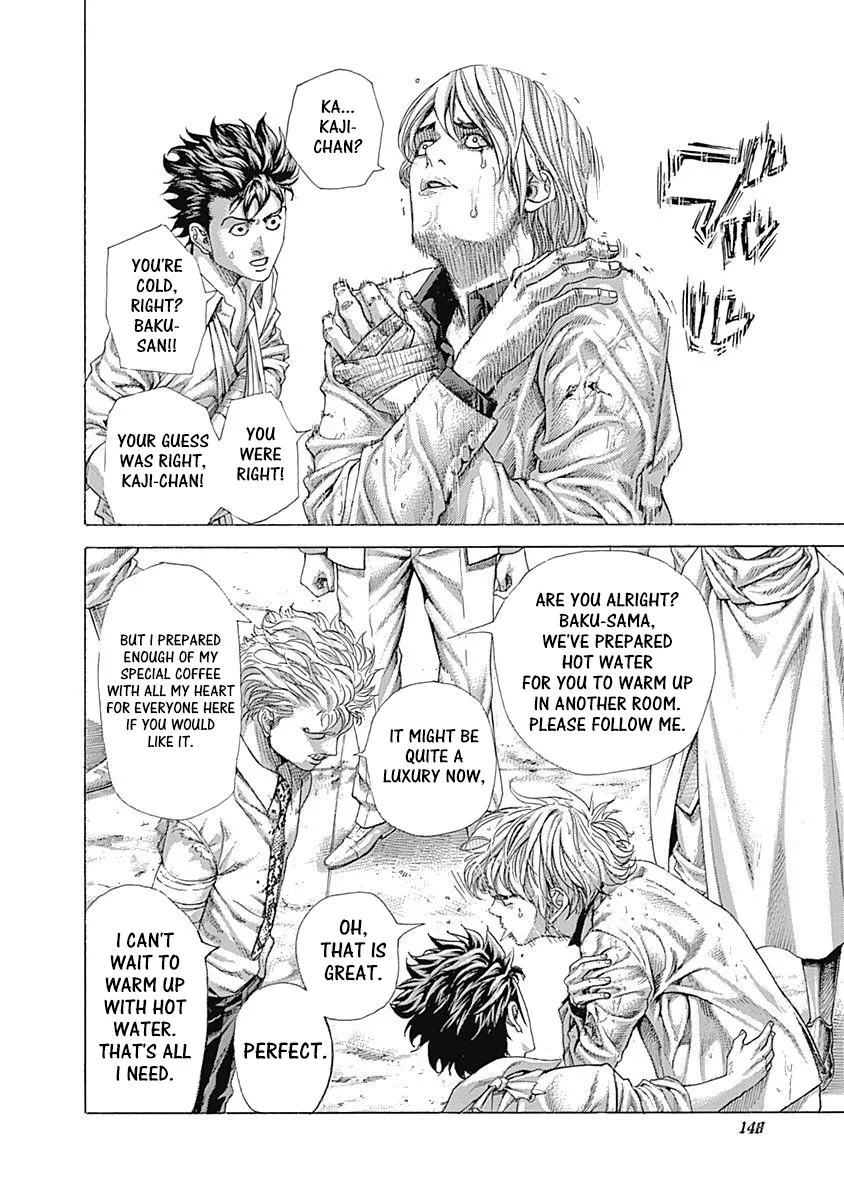 KA...
KAJI-
CHAN?
YOU'RE
COLD,
RIGHT?
BAKU-
SAN!!
YOU
WERE
RIGHT!
YOUR GUESS
WAS RIGHT,
KAJI-CHAN!
ARE YOU ALRIGHT?
BAKU-SAMA,
WE'VE PREPARED
HOT WATER
FOR YOU TO WARM UP
IN ANOTHER ROOM.
PLEASE FOLLOW ME.
IT MIGHT BE
QUITE A
LUXURY NOW,
BUT I PREPARED
ENOUGH OF MY
SPECIAL COFFEE
WITH ALL MY HEART
FOR EVERYONE HERE
IF YOU WOULD
LIKE IT.
OH,
THAT IS
GREAT.
PERFECT.
I CAN'T
WAIT TO
WARM UP
WITH HOT
WATER.
THAT'S ALL
I NEED.